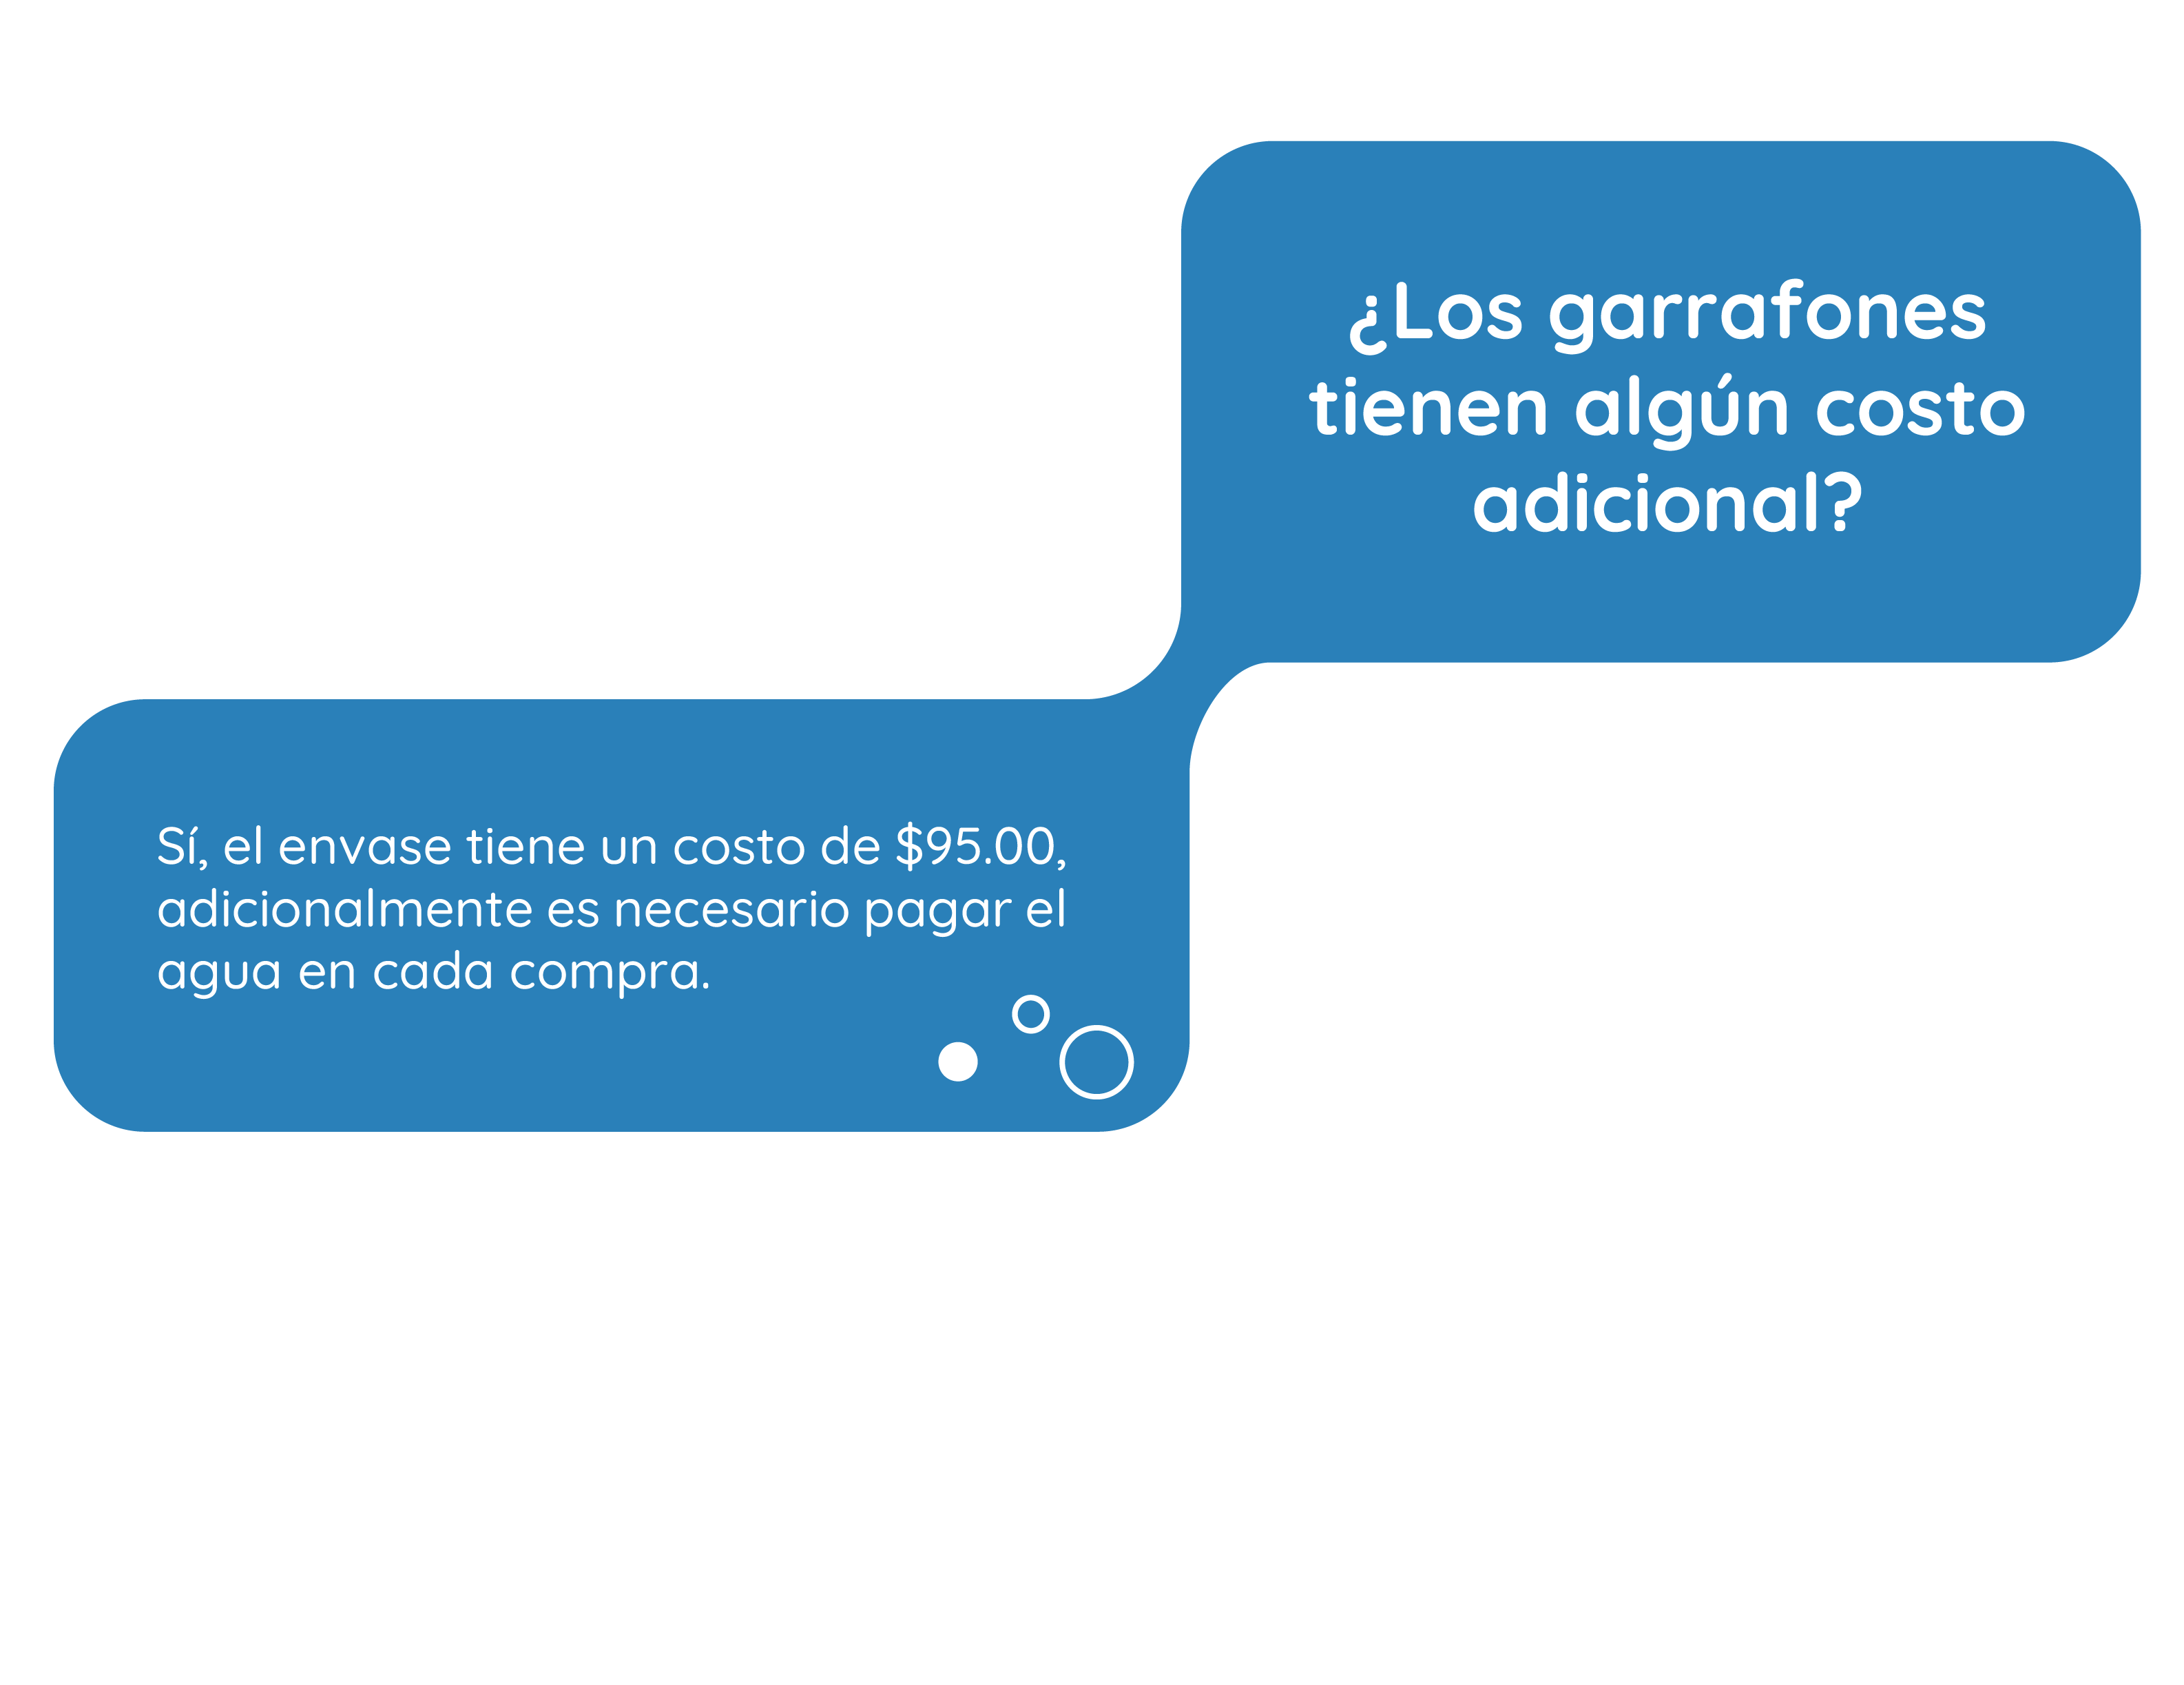 ¿Los garrafones
tienen algún costo
adicional?
Sí, el envase tiene un costo de $95.00,
adicionalmente es necesario pagar el
agua en cada compra.